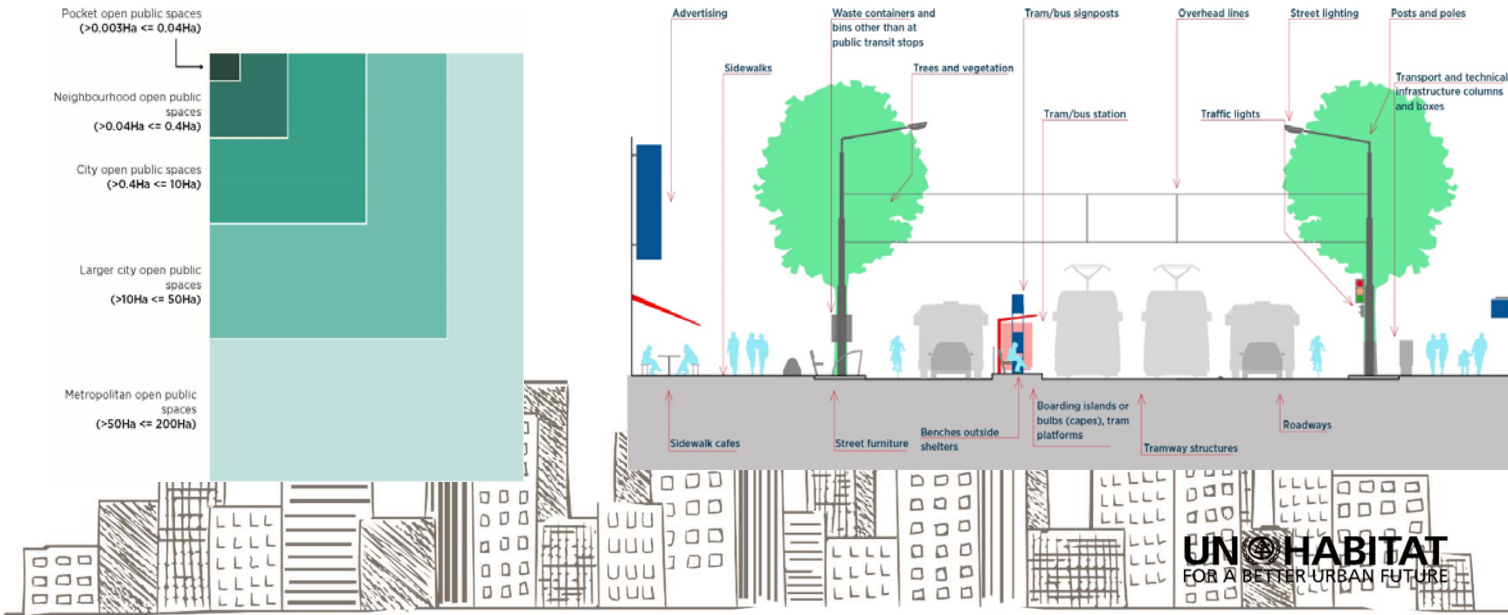 Pocket open public spaces
(>0.003Ha <= 0.04Ha)
Neighbourhood open public
spaces
(>0.04Ha <= 0.4Ha)
City open public spaces
(>0.4Ha <= 10Ha)
Larger city open public
spaces
(>10Ha <= 50Ha)
Metropolitan open public
spaces
(>50Ha <= 200Ha)
Advertising
Waste containers and
bins other than at
public transit stops
Tram/bus signposts
Overhead lines
Street lighting
Posts and poles
Sidewalks
Trees and vegetation
Transport and technical
infrastructure columns
and boxes
Tram/bus station
Traffic lights
Sidewalk cafes
Street furniture
Benches outside
shelters
Boarding islands or
bulbs (capes), tram
platforms
Tramway structures
Roadways
UN HABITAT
FOR A BETTER URBAN FUTURE